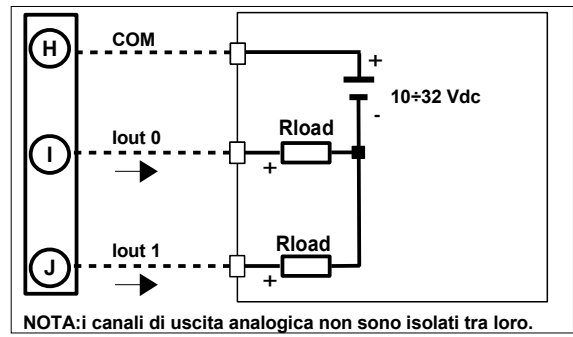 H
COM
+
10÷32 Vdc
-
Rload
I
Iout 0
+
Rload
J
Iout 1
+
NOTA:i canali di uscita analogica non sono isolati tra loro.